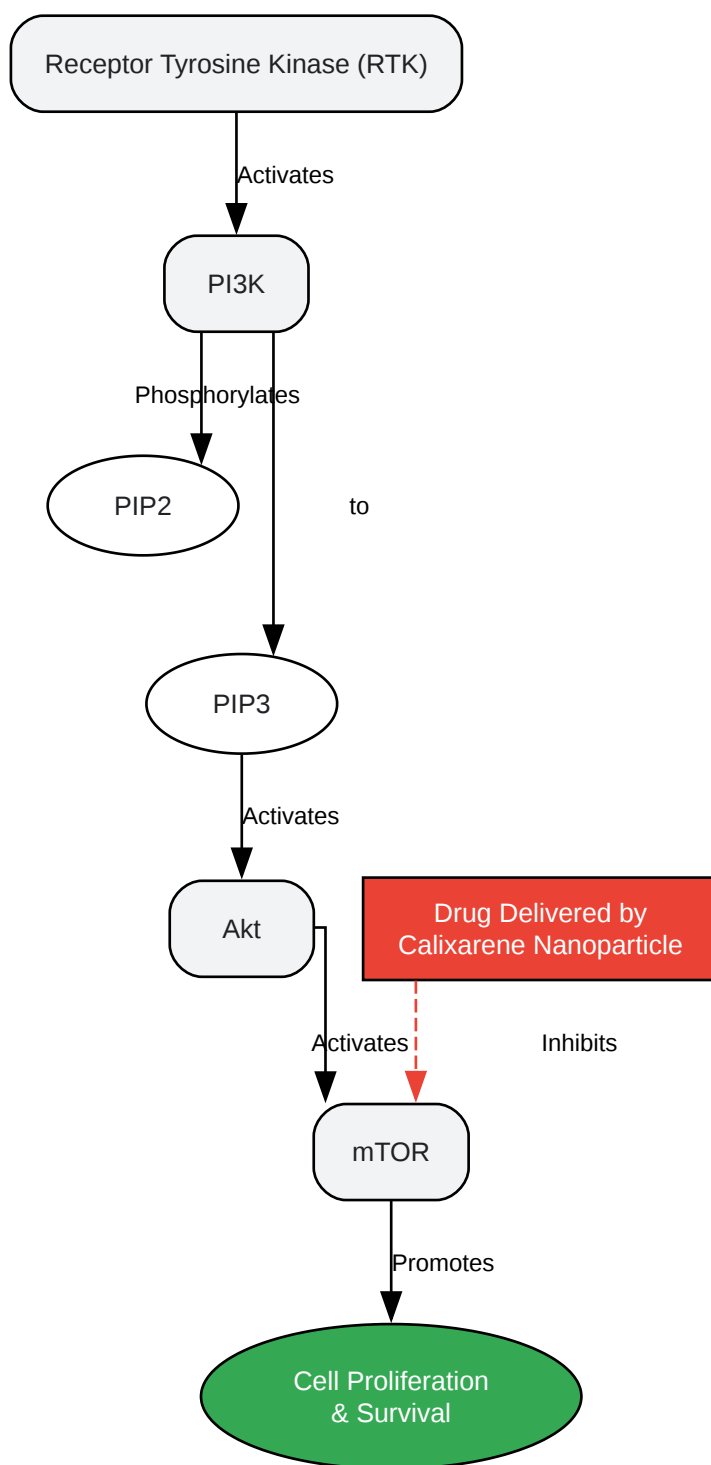 Receptor Tyrosine Kinase (RTK)
Activates
PI3K
Phosphorylates
PIP2
to
PIP3
Activates
Akt
Drug Delivered by
Calixarene Nanoparticle
Activates
Inhibits
mTOR
Promotes
Cell Proliferation
& Survival